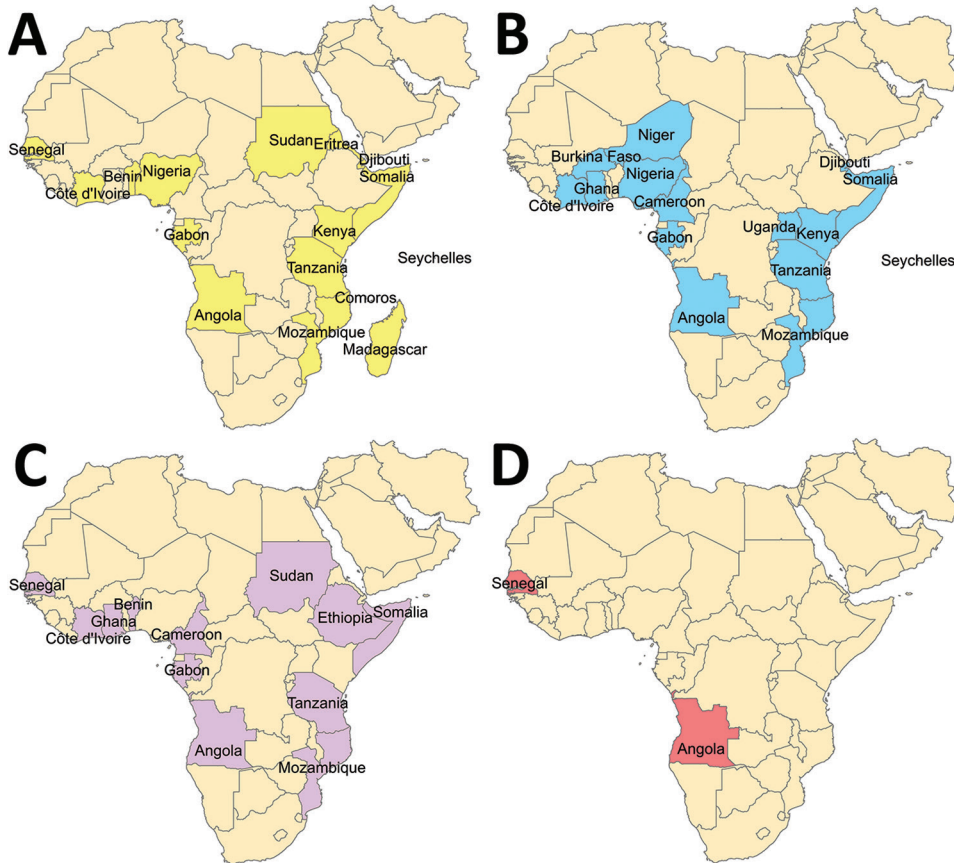 A
Sudan
Eritrea
Senegal
Djibouti
Benin
Nigeria
Somalia
Côte d'Ivoire
Gabon
Kenya
Seychelles
Tanzania
Comoros
Angola
Mozambique
Madagascar
B
Niger
Burkina Faso
Djibouti
Nigeria
Somalia
Ghana
Côte d'Ivoire
Cameroon
Uganda
Kenya
Gabon
Seychelles
Tanzania
Angola
Mozambique
C
Sudan
Senegal
Benin
Somalia
Ghana
Ethiopia
Côte d'Ivoire
Cameroon
Gabon
Tanzania
Angola
Mozambique
D
Senegal
Angola